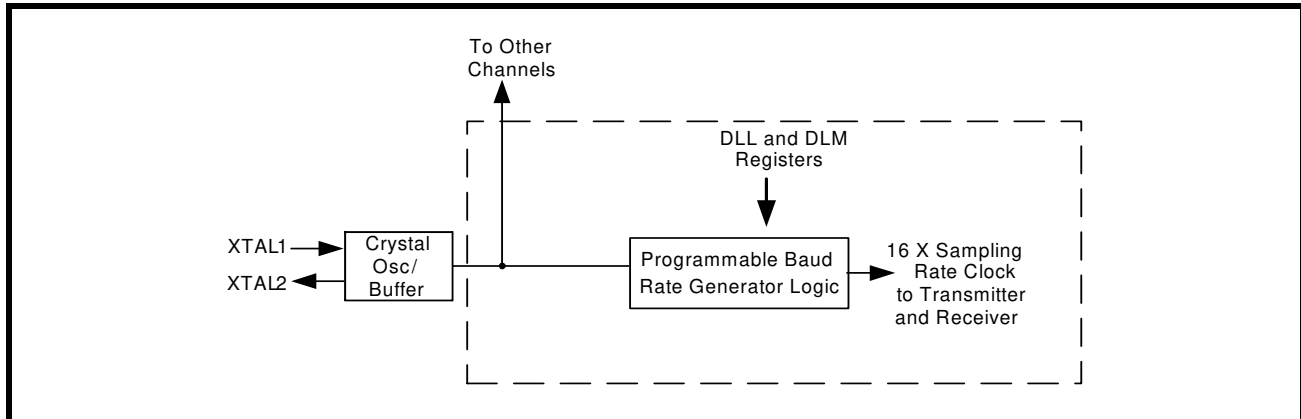 To Other
Channels
DLL and DLM
Registers
XTAL1
XTAL2
Crystal
Osc/
Buffer
Programmable Baud
Rate Generator Logic
16 X Sampling
Rate Clock
to Transmitter
and Receiver